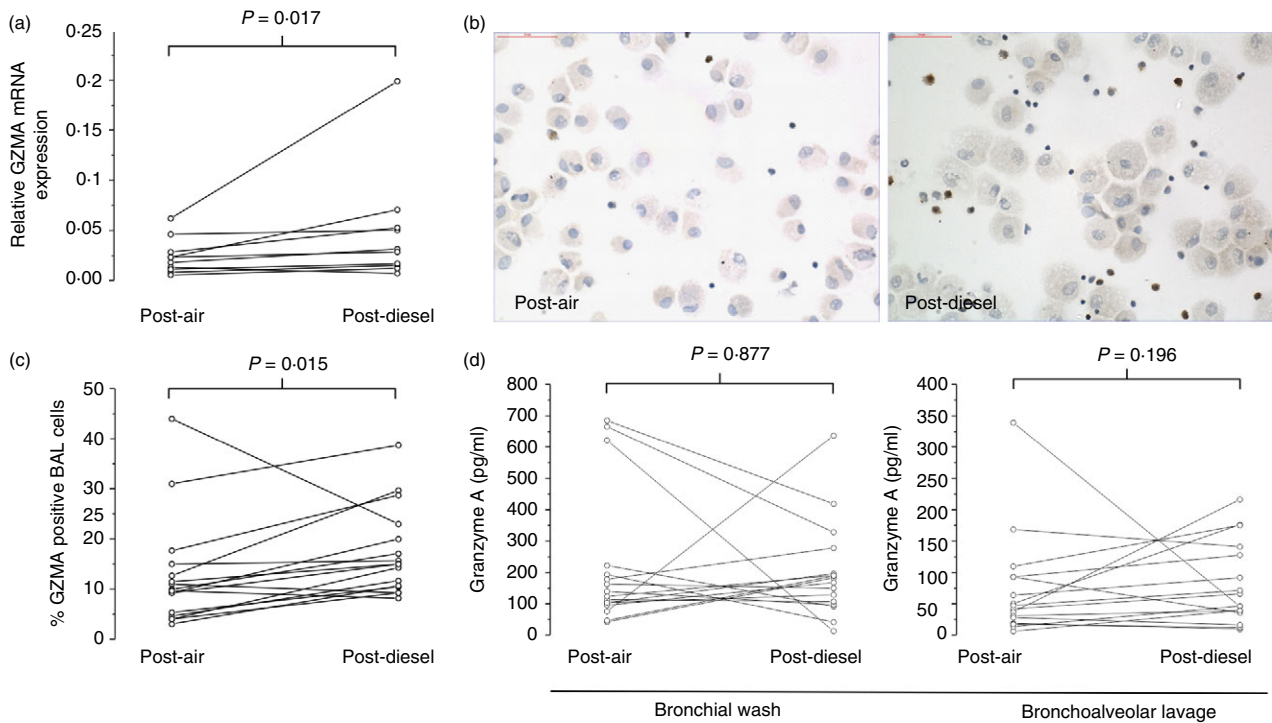 (a)
P = 0·017
0·25
0·2
0·15
0·1
0·05
0·00
Relative GZMA mRNA
expression
Post-air
Post-diesel
(b)
Post-air
Post-diesel
(c)
P = 0·015
50
40
30
25
20
10
0
% GZMA positive BAL cells
Post-air
Post-diesel
(d)
P = 0·877
800
700
600
500
400
300
200
100
0
Granzyme A (pg/ml)
Post-air
Post-diesel
P = 0·196
400
350
300
250
200
150
100
50
0
Granzyme A (pg/ml)
Post-air
Post-diesel
Bronchial wash
Bronchoalveolar lavage